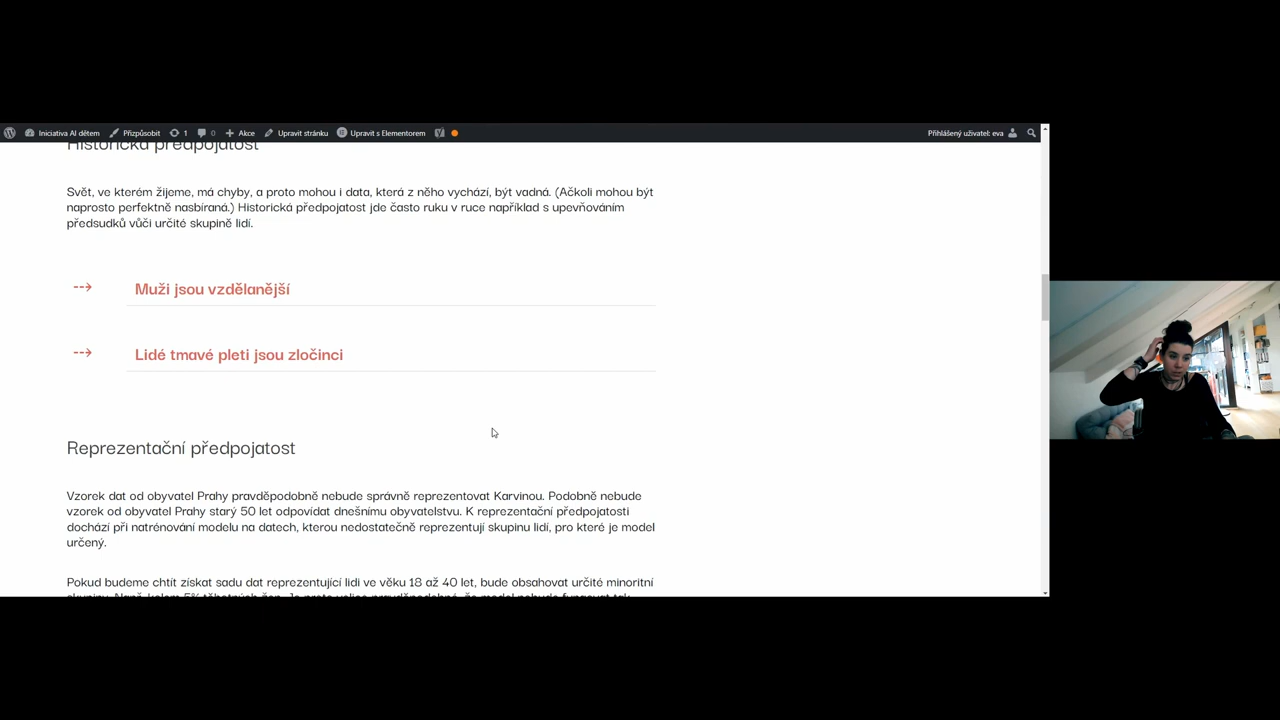 Iniciativa AI dětem Přizpůsobit 1 0 Akce Upravit stránku Upravit s Elementorem Přihlášený uživatel: eva
Historická předpojatost
Svět, ve kterém žijeme, má chyby, a proto mohou i data, která z něho vychází, být vadná. (Ačkoli mohou být
naprosto perfektně nasbíraná.) Historická předpojatost jde často ruku v ruce například s upevňováním
předsudků vůči určité skupině lidí.
Muži jsou vzdělanější
Lidé tmavé pleti jsou zločinci
Reprezentační předpojatost
Vzorek dat od obyvatel Prahy pravděpodobně nebude správně reprezentovat Karvinou. Podobně nebude
vzorek od obyvatel Prahy starý 50 let odpovídat dnešnímu obyvatelstvu. K reprezentační předpojatosti
dochází při natrénování modelu na datech, kterou nedostatečně reprezentují skupinu lidí, pro které je model
určený.
Pokud budeme chtít získat sadu dat reprezentující lidi ve věku 18 až 40 let, bude obsahovat určité minoritní